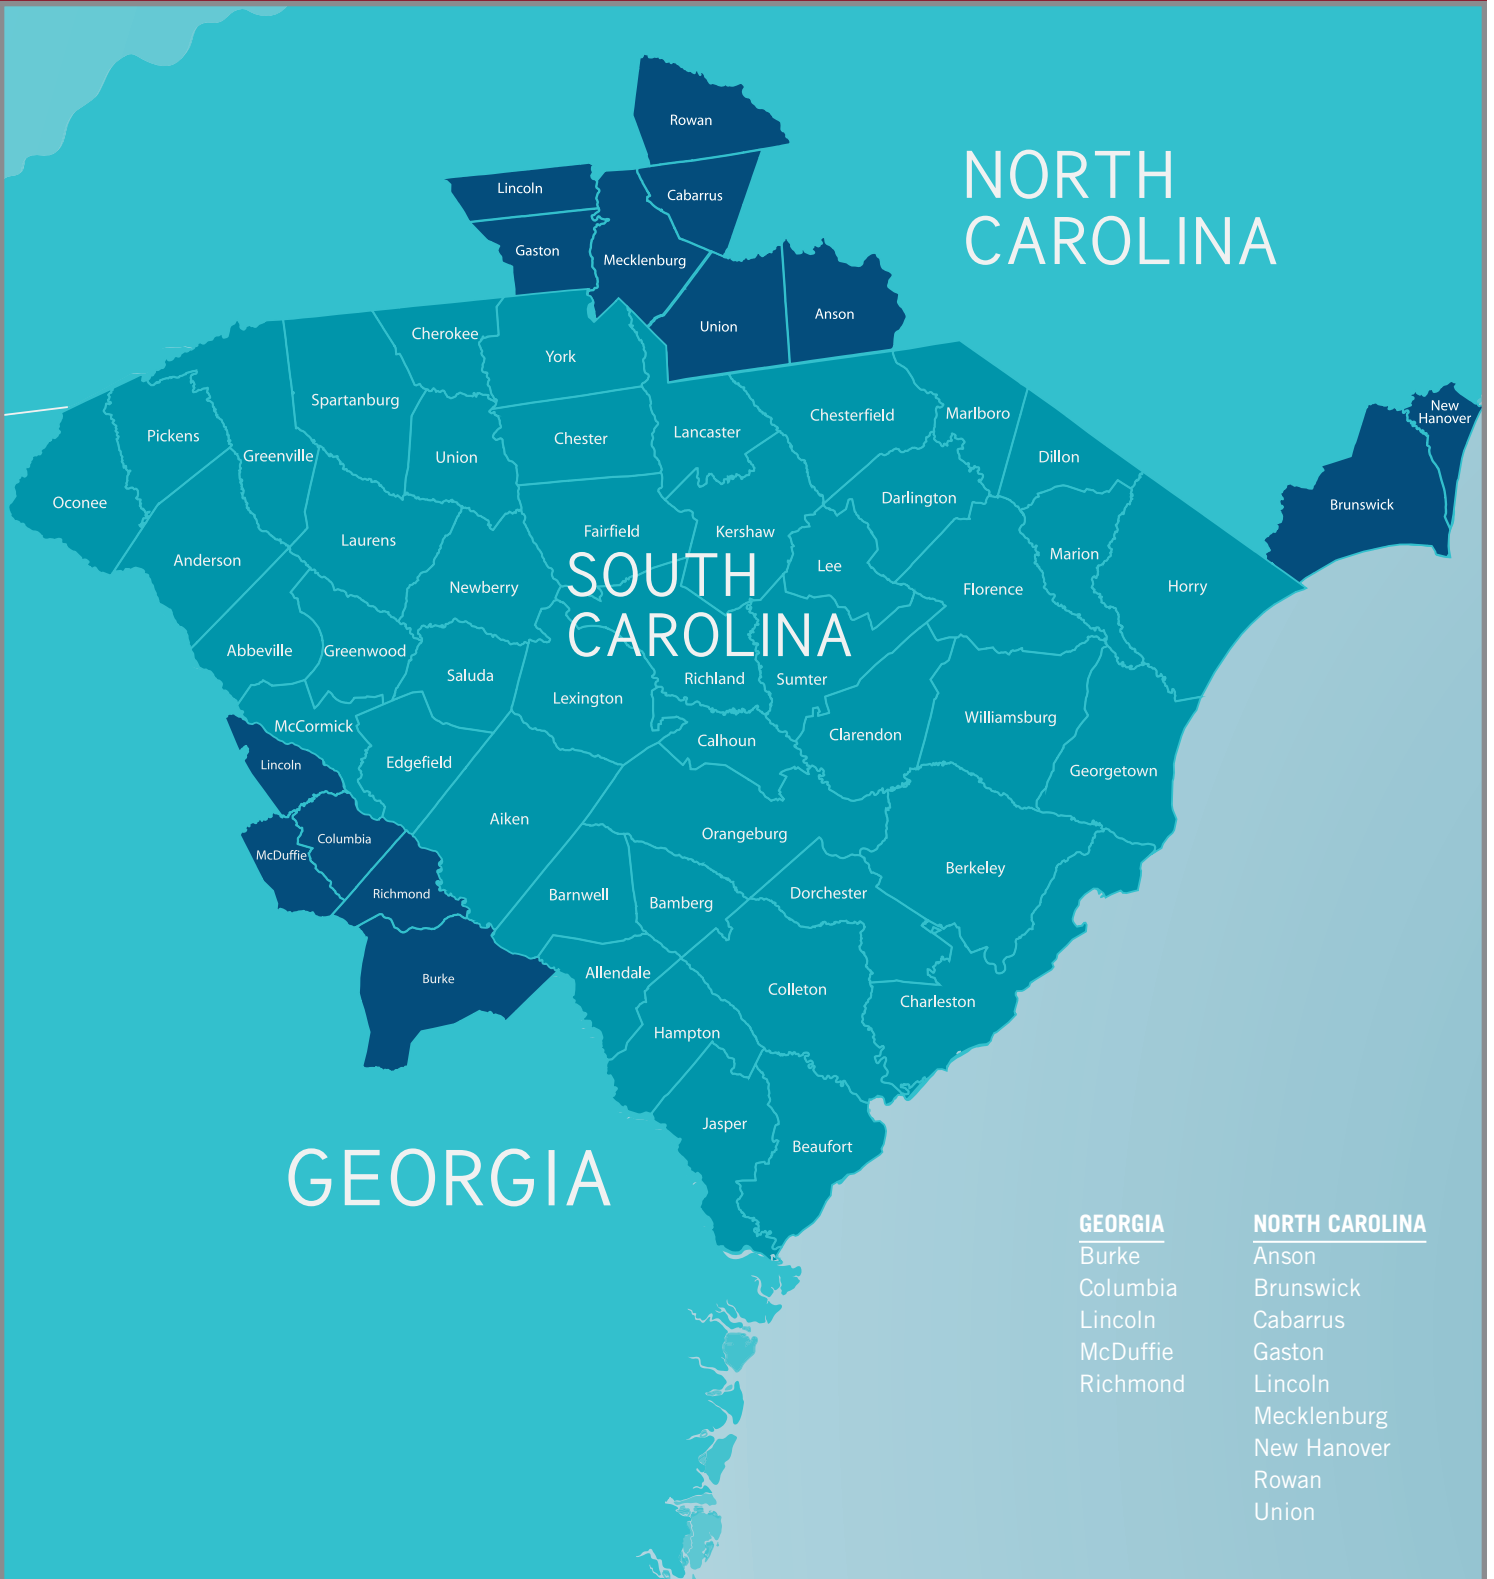 Rowan
Lincoln
Cabarrus
NORTH
CAROLINA
Gaston
Mecklenburg
Union
Anson
Cherokee
York
Spartanburg
Chesterfield
Marlboro
New
Hanover
Pickens
Greenville
Union
Chester
Lancaster
Dillon
Oconee
Darlington
Brunswick
Laurens
Fairfield
Kershaw
Anderson
Lee
Marion
SOUTH
CAROLINA
Newberry
Florence
Horry
Abbeville
Greenwood
Saluda
Richland
Sumter
Lexington
McCormick
Williamsburg
Calhoun
Clarendon
Lincoln
Edgefield
Georgetown
Aiken
Orangeburg
Columbia
McDuffie
Berkeley
Richmond
Barnwell
Bamberg
Dorchester
Burke
Allendale
Colleton
Charleston
Hampton
Jasper
Beaufort
GEORGIA
GEORGIA
Burke
Columbia
Lincoln
McDuffie
Richmond
NORTH CAROLINA
Anson
Brunswick
Cabarrus
Gaston
Lincoln
Mecklenburg
New Hanover
Rowan
Union